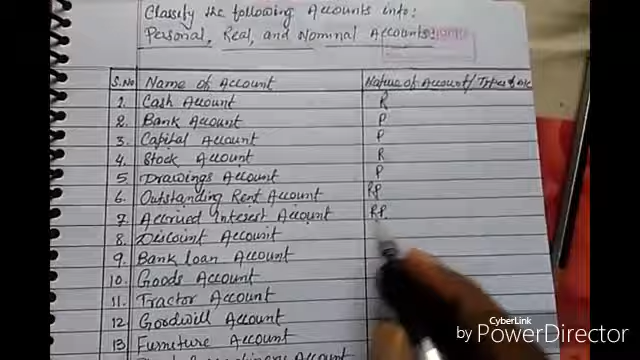 Classify the following Accounts into:
Personal, Real, and Nominal Accounts:
S.No Name of Account Nature of Account/Types of
1. Cash Account R
2. Bank Account P
3. Capital Account P
4. Stock Account R
5. Drawings Account P
6. Outstanding Rent Account RP
7. Accrued Interest Account RP
8. Discount Account
9. Bank loan Account
10. Goods Account
11. Tractor Account
12. Goodwill Account
13 Furniture Account
Account
CyberLink
by PowerDirector